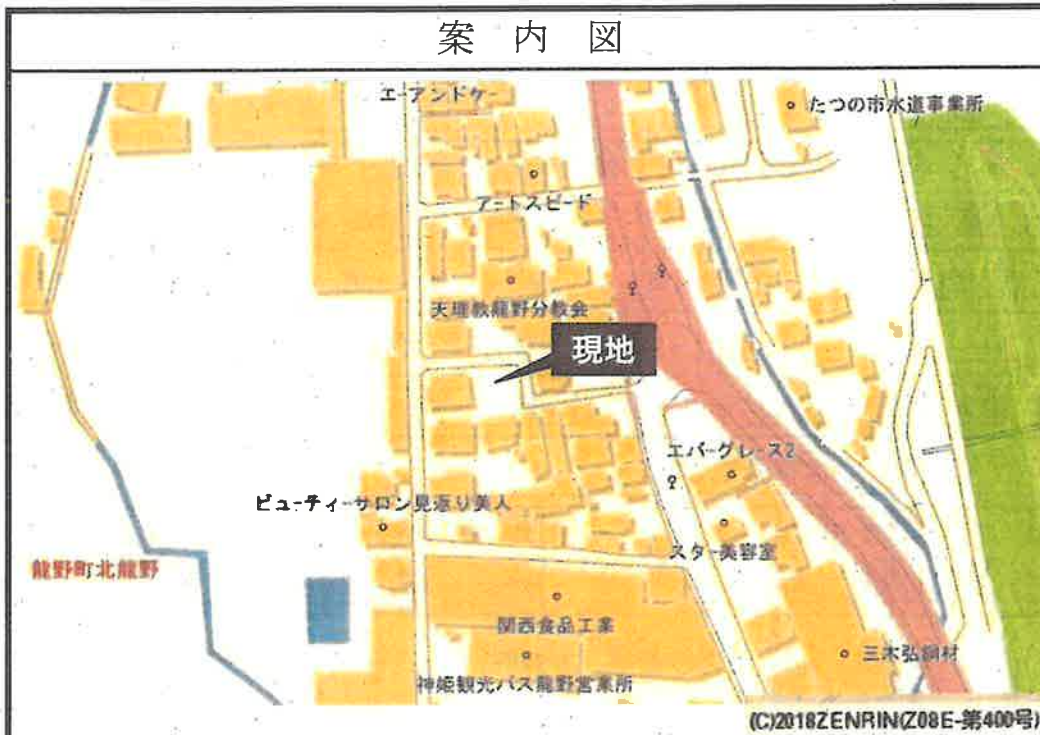 案内図
エーアンドケー
たつの市水道事業所
アートスピード
天理教龍野分教会
現地
エバーグレース2
ビューティーサロン見返り美人
スター美容室
龍野町北龍野
関西食品工業
三木弘鋼材
神姫観光バス龍野営業所
(C)2018ZENRIN(Z08E-第400号)